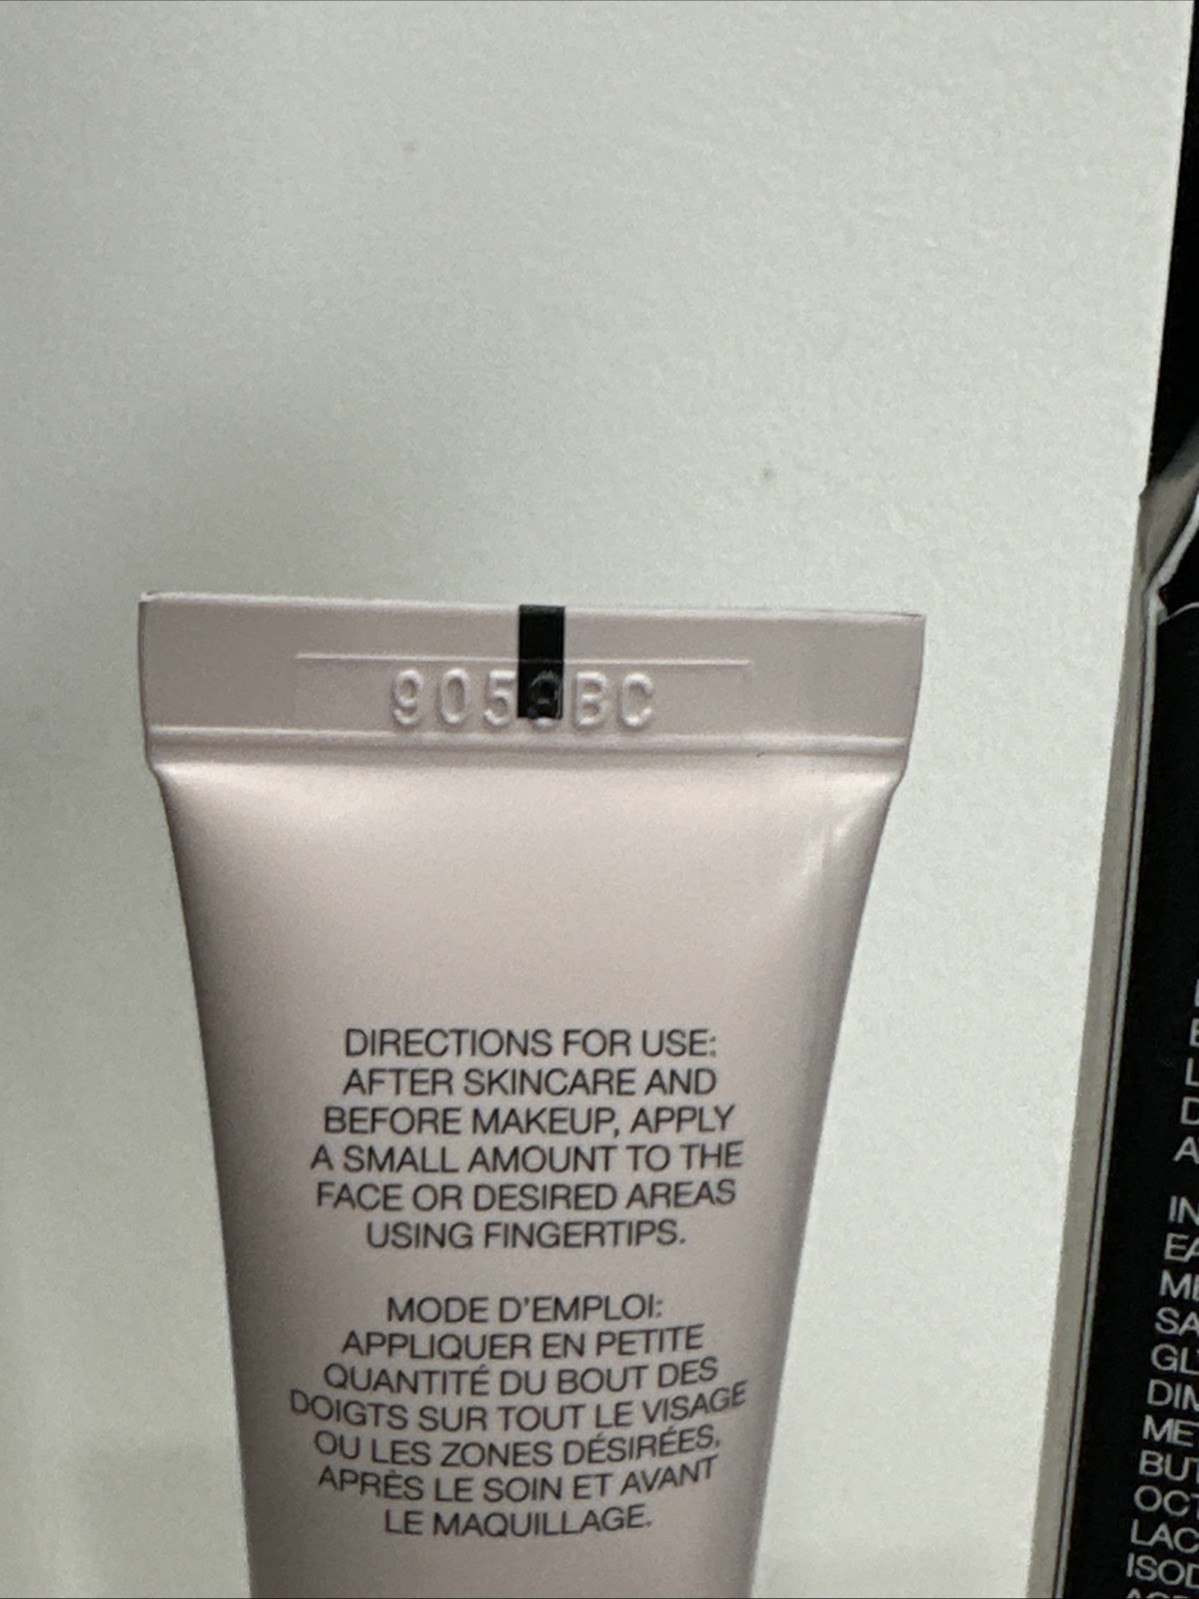 DIRECTIONS FOR USE:
AFTER SKINCARE AND
BEFORE MAKEUP, APPLY
A SMALL AMOUNT TO THE
FACE OR DESIRED AREAS
USING FINGERTIPS.
MODE D'EMPLOI:
APPLIQUER EN PETITE
QUANTITÉ DU BOUT DES
DOIGTS SUR TOUT LE VISAGE
OU LES ZONES DÉSIRÉES,
APRÈS LE SOIN ET AVANT
LE MAQUILLAGE.